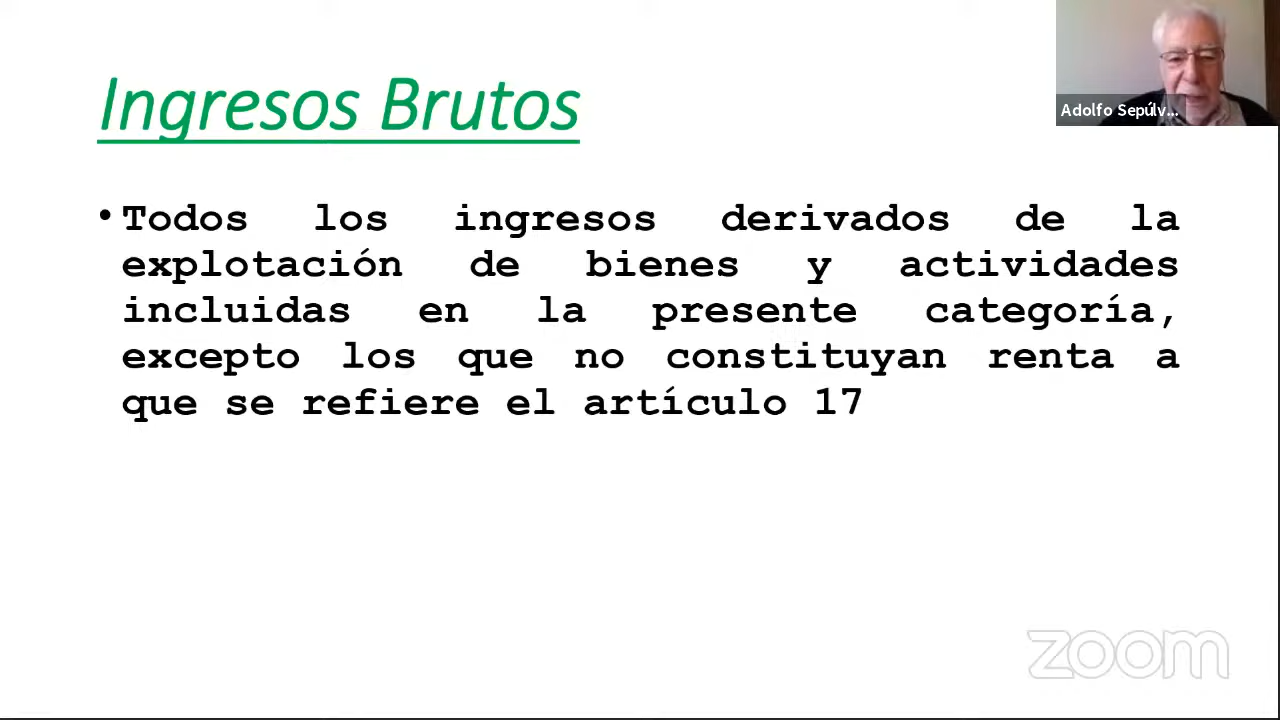 Ingresos Brutos
Adolfo Sepúlv...
• Todos los ingresos derivados de la
explotación de bienes y actividades
incluidas en la presente categoría,
excepto los que no constituyan renta a
que se refiere el artículo 17
zoom